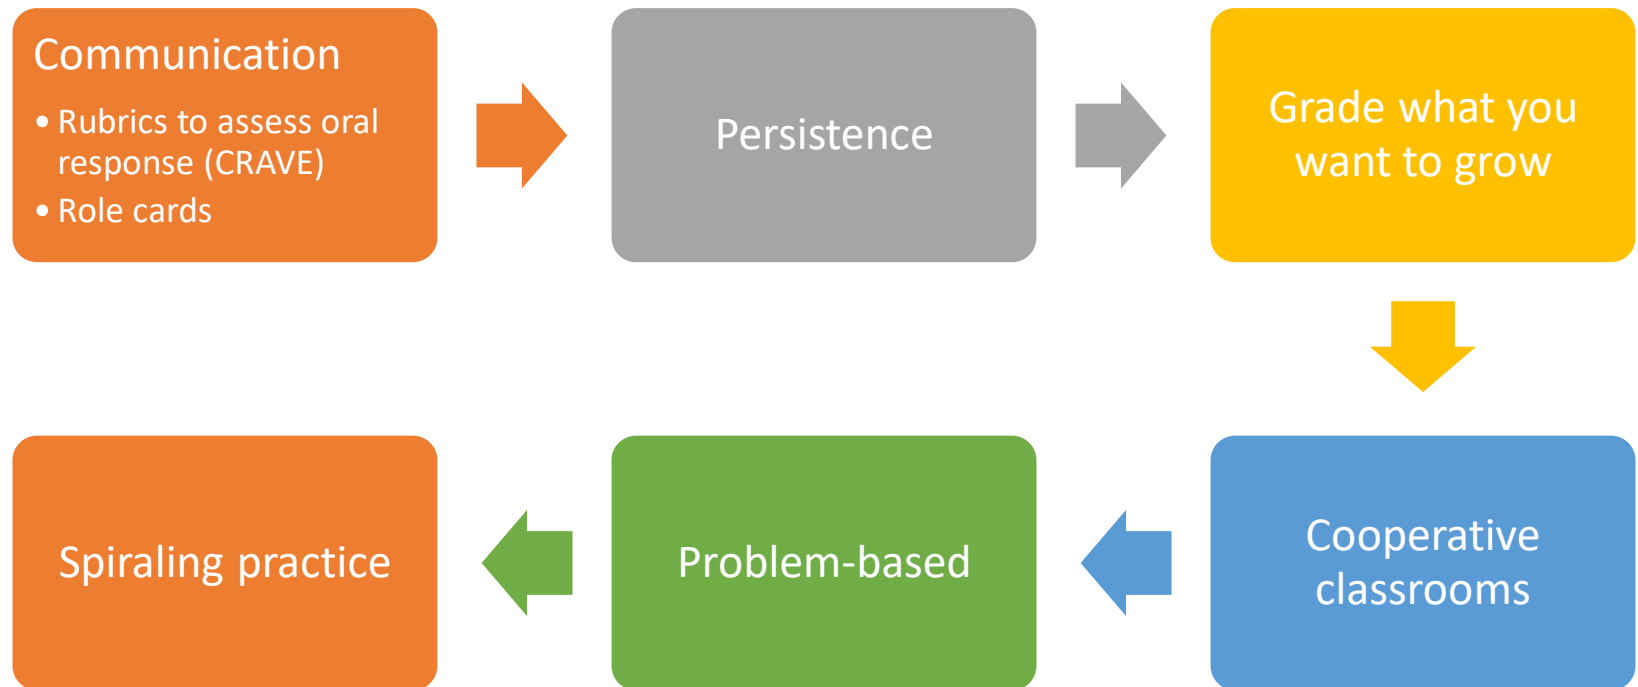 Communication
• Rubrics to assess oral
response (CRAVE)
• Role cards
Persistence
Grade what you
want to grow
Cooperative
classrooms
Problem-based
Spiraling practice